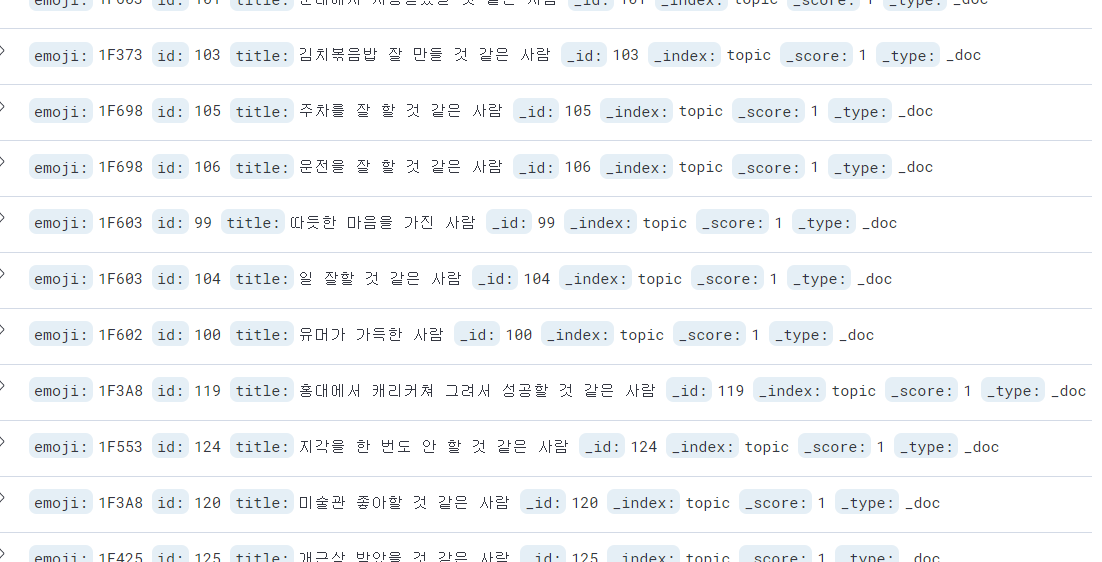 emoji: 1F603 id: 101 _id: 101 _index: topic _score: 1 _type: _doc
emoji: 1F373 id: 103 title: 김치볶음밥 잘 만들 것 같은 사람 _id: 103 _index: topic _score: 1 _type: _doc
emoji: 1F698 id: 105 title: 주차를 잘 할 것 같은 사람 _id: 105 _index: topic _score: 1 _type: _doc
emoji: 1F698 id: 106 title: 운전을 잘 할 것 같은 사람 _id: 106 _index: topic _score: 1 _type: _doc
emoji: 1F603 id: 99 title: 따듯한 마음을 가진 사람 _id: 99 _index: topic _score: 1 _type: _doc
emoji: 1F603 id: 104 title: 일 잘할 것 같은 사람 _id: 104 _index: topic _score: 1 _type: _doc
emoji: 1F602 id: 100 title: 유머가 가득한 사람 _id: 100 _index: topic _score: 1 _type: _doc
emoji: 1F3A8 id: 119 title: 홍대에서 캐리커쳐 그려서 성공할 것 같은 사람 _id: 119 _index: topic _score: 1 _type: _doc
emoji: 1F553 id: 124 title: 지각을 한 번도 안 할 것 같은 사람 _id: 124 _index: topic _score: 1 _type: _doc
emoji: 1F3A8 id: 120 title: 미술관 좋아할 것 같은 사람 _id: 120 _index: topic _score: 1 _type: _doc
emoji: 1F425 id: 125 title: 개근상 받았을 것 같은 사람 _id: 125 _index: topic _score: 1 _type: _doc